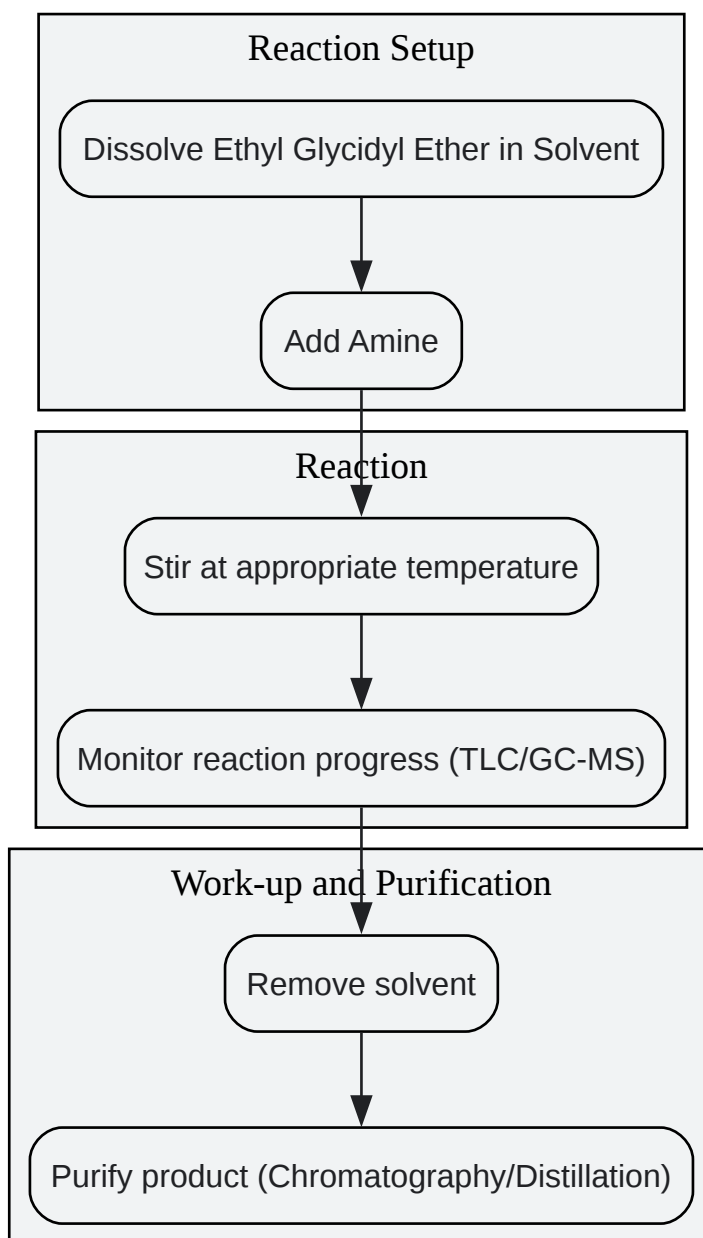 Reaction Setup
Dissolve Ethyl Glycidyl Ether in Solvent
Add Amine
Reaction
Stir at appropriate temperature
Monitor reaction progress (TLC/GC-MS)
Work-up and Purification
Remove solvent
Purify product (Chromatography/Distillation)